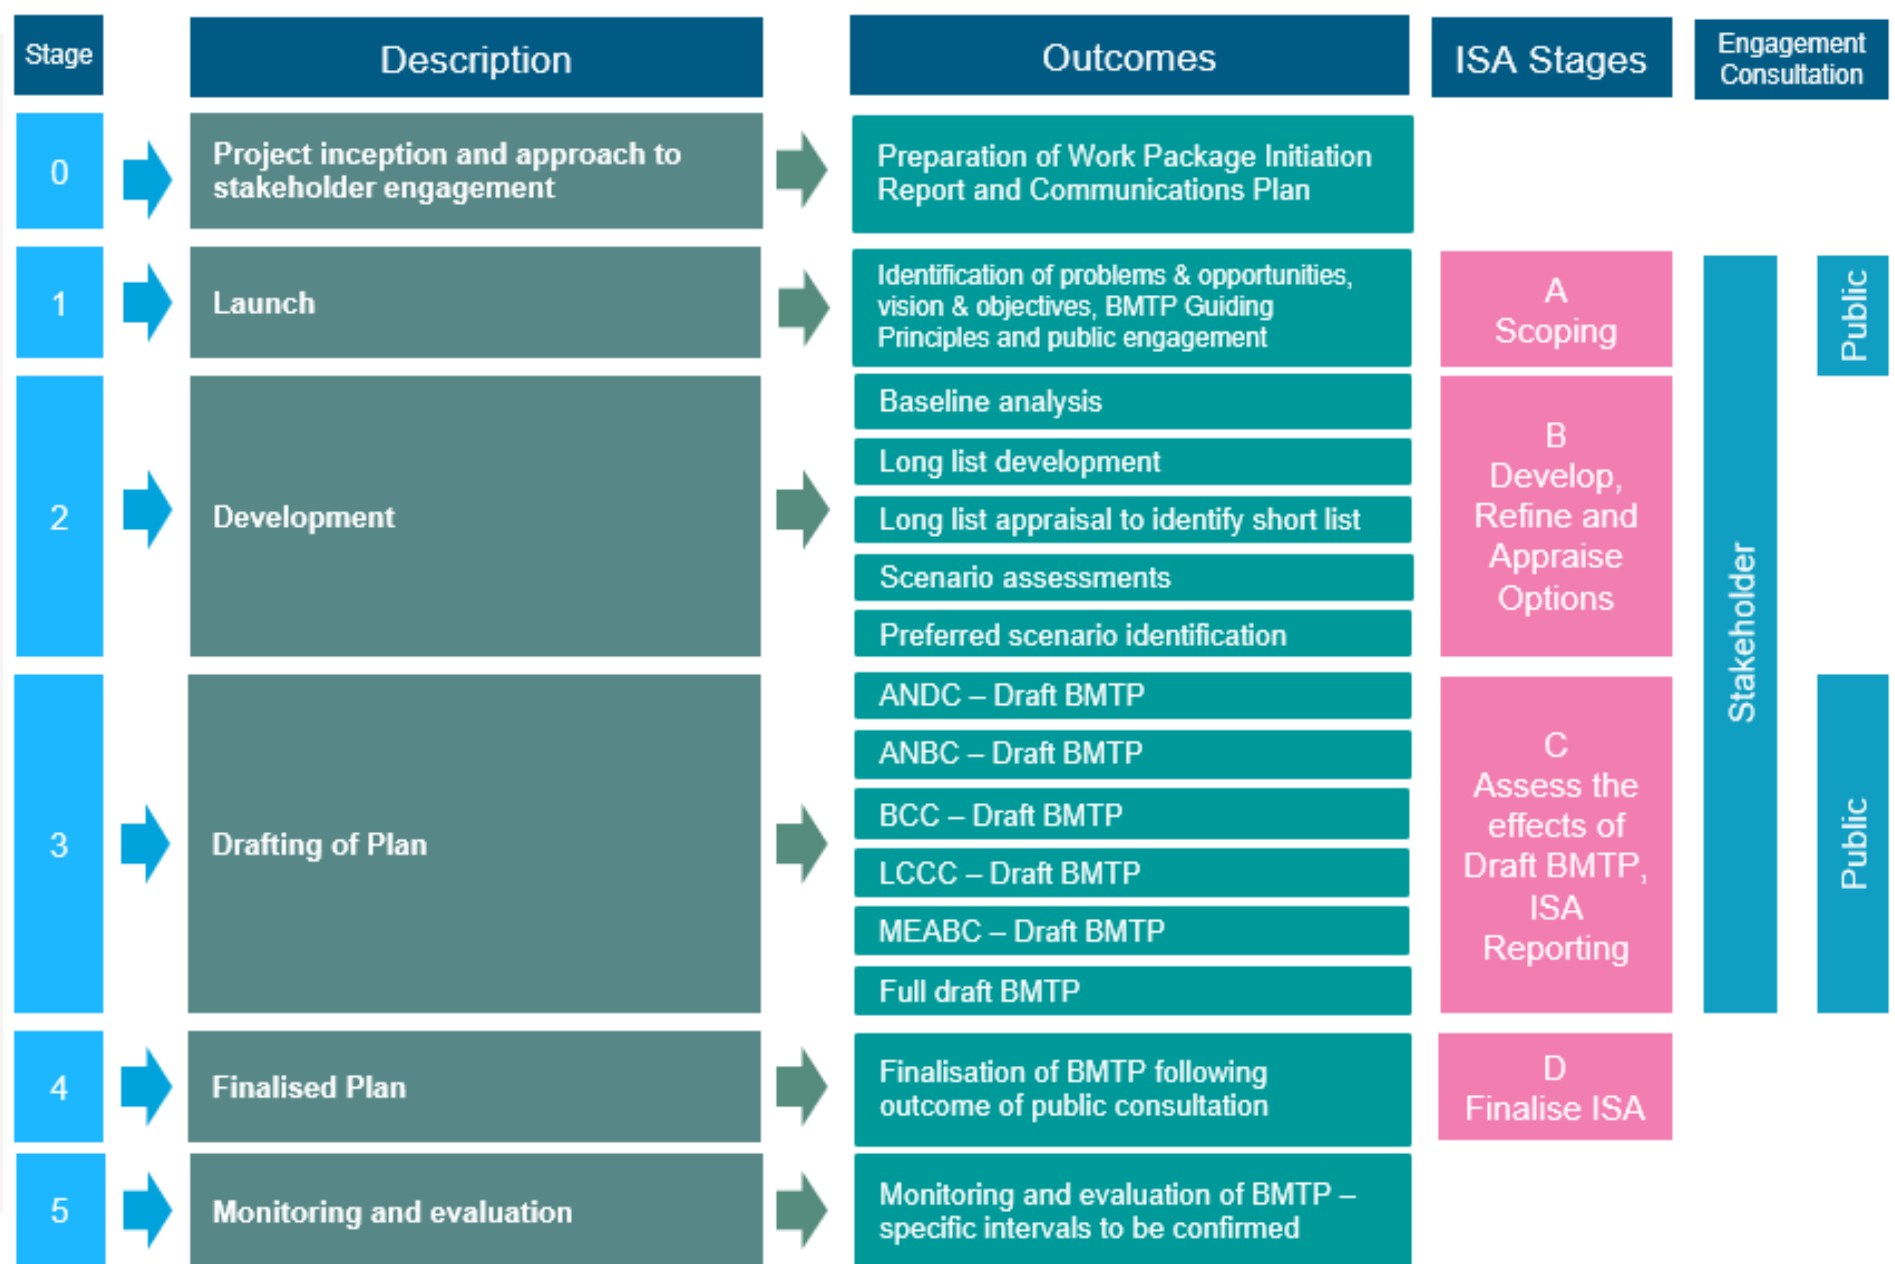 Stage
Description
Outcomes
ISA Stages
Engagement
Consultation
0
Project inception and approach to
stakeholder engagement
Preparation of Work Package Initiation
Report and Communications Plan
1
Launch
Identification of problems & opportunities,
vision & objectives, BMTP Guiding
Principles and public engagement
A
Scoping
Public
2
Development
Baseline analysis
Long list development
Long list appraisal to identify short list
Scenario assessments
Preferred scenario identification
B
Develop,
Refine and
Appraise
Options
Stakeholder
3
Drafting of Plan
ANDC – Draft BMTP
ANBC – Draft BMTP
BCC – Draft BMTP
LCCC – Draft BMTP
MEABC – Draft BMTP
Full draft BMTP
C
Assess the
effects of
Draft BMTP,
ISA
Reporting
Public
4
Finalised Plan
Finalisation of BMTP following
outcome of public consultation
D
Finalise ISA
5
Monitoring and evaluation
Monitoring and evaluation of BMTP –
specific intervals to be confirmed